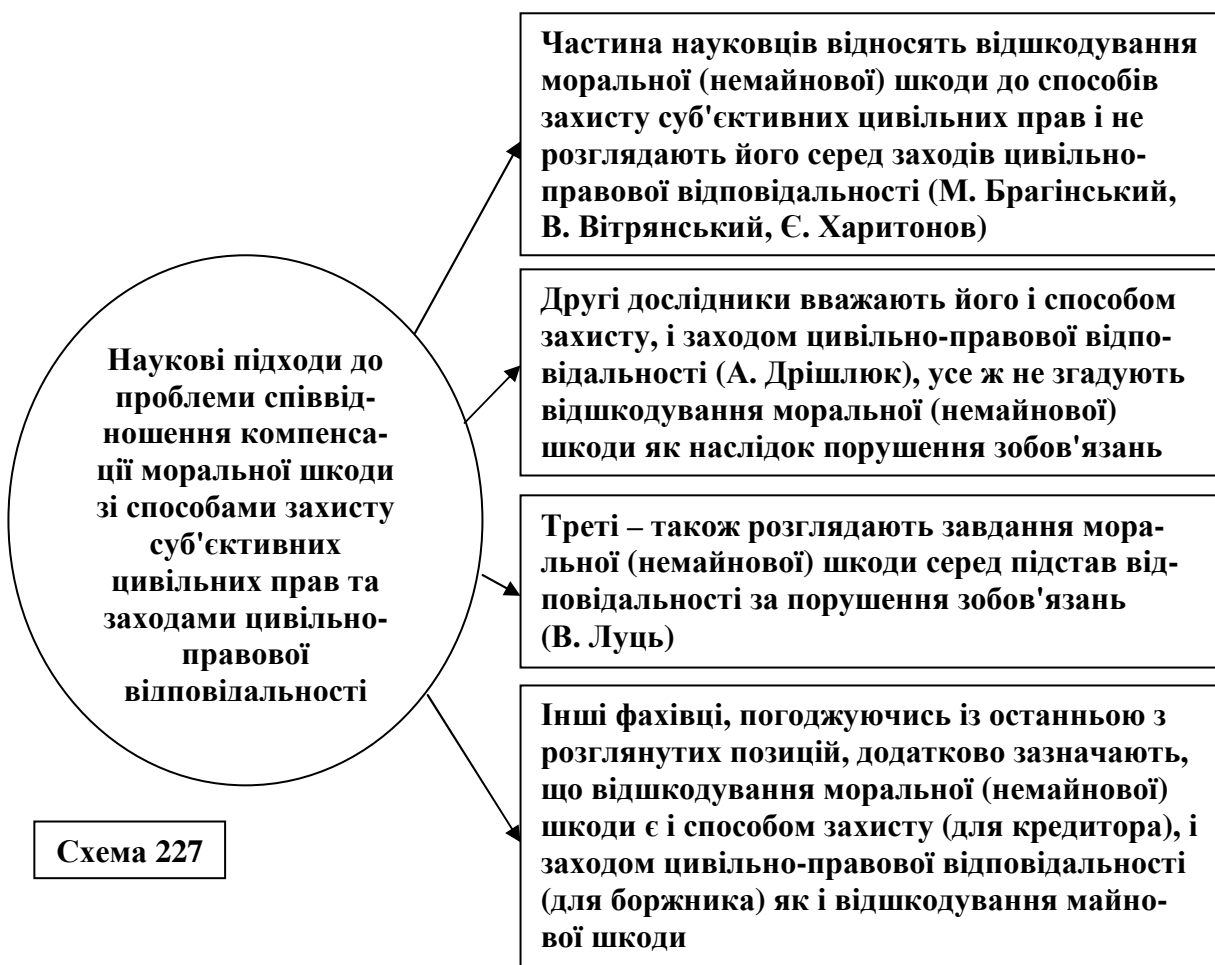 Частина науковців відносять відшкодування
моральної (немайнової) шкоди до способів
захисту суб'єктивних цивільних прав і не
розглядають його серед заходів цивільно-
правової відповідальності (М. Брагінський,
В. Вітрянський, Є. Харитонов)
Другі дослідники вважають його і способом
захисту, і заходом цивільно-правової відпо-
відальності (А. Дрішлюк), усе ж не згадують
відшкодування моральної (немайнової)
шкоди як наслідок порушення зобов'язань
Наукові підходи до
проблеми співвід-
ношення компенса-
ції моральної шкоди
зі способами захисту
суб'єктивних
цивільних прав та
заходами цивільно-
правової
відповідальності
Треті – також розглядають завдання мора-
льної (немайнової) шкоди серед підстав від-
повідальності за порушення зобов'язань
(В. Луць)
Інші фахівці, погоджуючись із останньою з
розглянутих позицій, додатково зазначають,
що відшкодування моральної (немайнової)
шкоди є і способом захисту (для кредитора), і
заходом цивільно-правової відповідальності
(для боржника) як і відшкодування майно-
вої шкоди
Схема 227